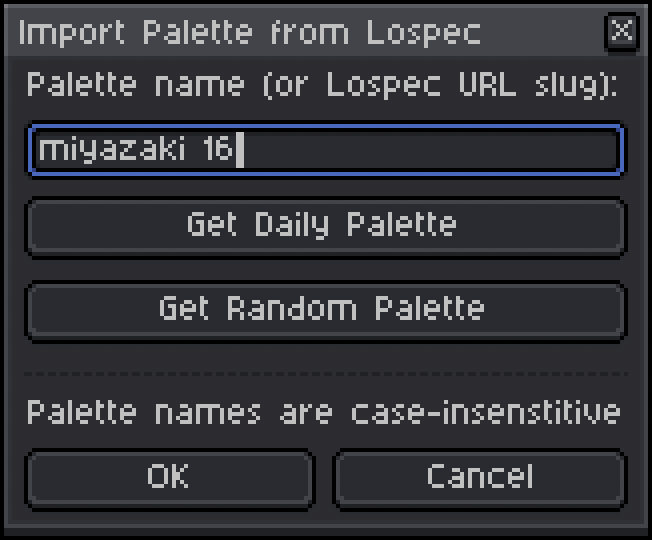 Import Palette from Lospec
Palette name (or Lospec URL slug):
miyazaki 16
Get Daily Palette
Get Random Palette
Palette names are case-insenstitive
OK
Cancel